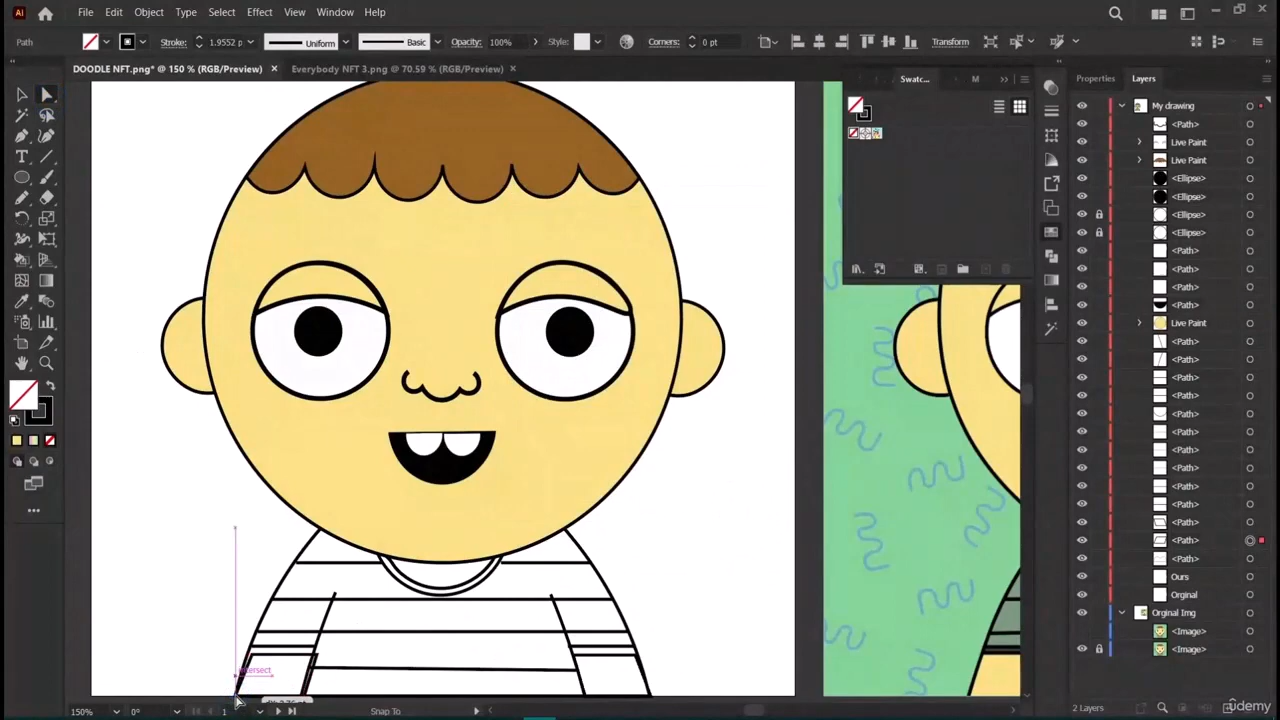 Ai File Edit Object Type Select Effect View Window Help
Path Stroke: 1.9552 p Uniform Basic Opacity: 100% Style: Corners: 0 pt Transform
DOODLE NFT.png* @ 150 % (RGB/Preview) × Everybody NFT 3.png @ 70.59 % (RGB/Preview) ×
Swatc... M Properties Layers
My drawing
<Path>
Live Paint
Live Paint
<Ellipse>
<Ellipse>
<Ellipse>
<Ellipse>
<Path>
<Path>
<Path>
<Path>
Live Paint
<Path>
<Path>
<Path>
<Path>
<Path>
<Path>
<Path>
<Path>
<Path>
<Path>
<Path>
<Path>
<Path>
Ours
Orginal
Orginal Img
<Image>
<Image>
intersect
150% 0° 1 Snap To 2 Layers
ûdemy